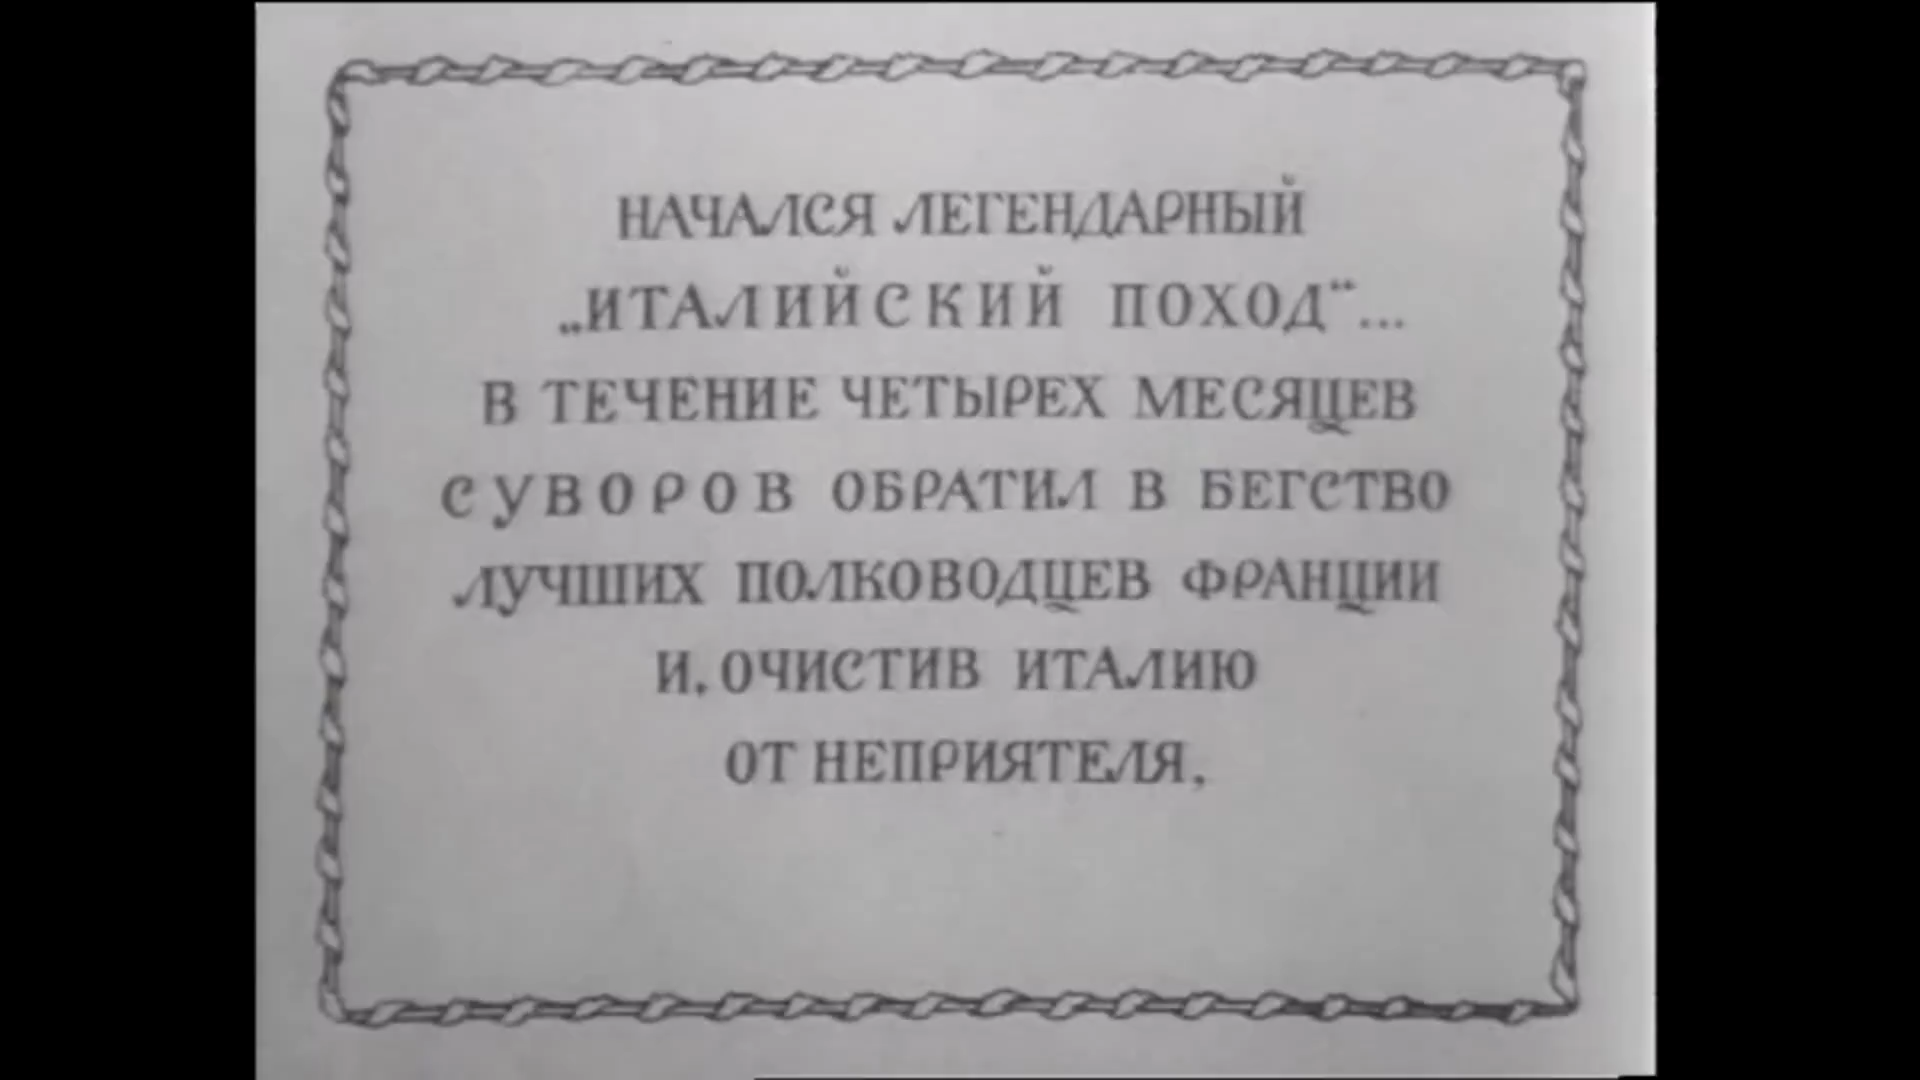 НАЧАЛСЯ ЛЕГЕНДАРНЫЙ
„ИТАЛИЙСКИЙ ПОХОД“...
В ТЕЧЕНИЕ ЧЕТЫРЕХ МЕСЯЦЕВ
СУВОРОВ ОБРАТИЛ В БЕГСТВО
ЛУЧШИХ ПОЛКОВОДЦЕВ ФРАНЦИИ
И, ОЧИСТИВ ИТАЛИЮ
ОТ НЕПРИЯТЕЛЯ,